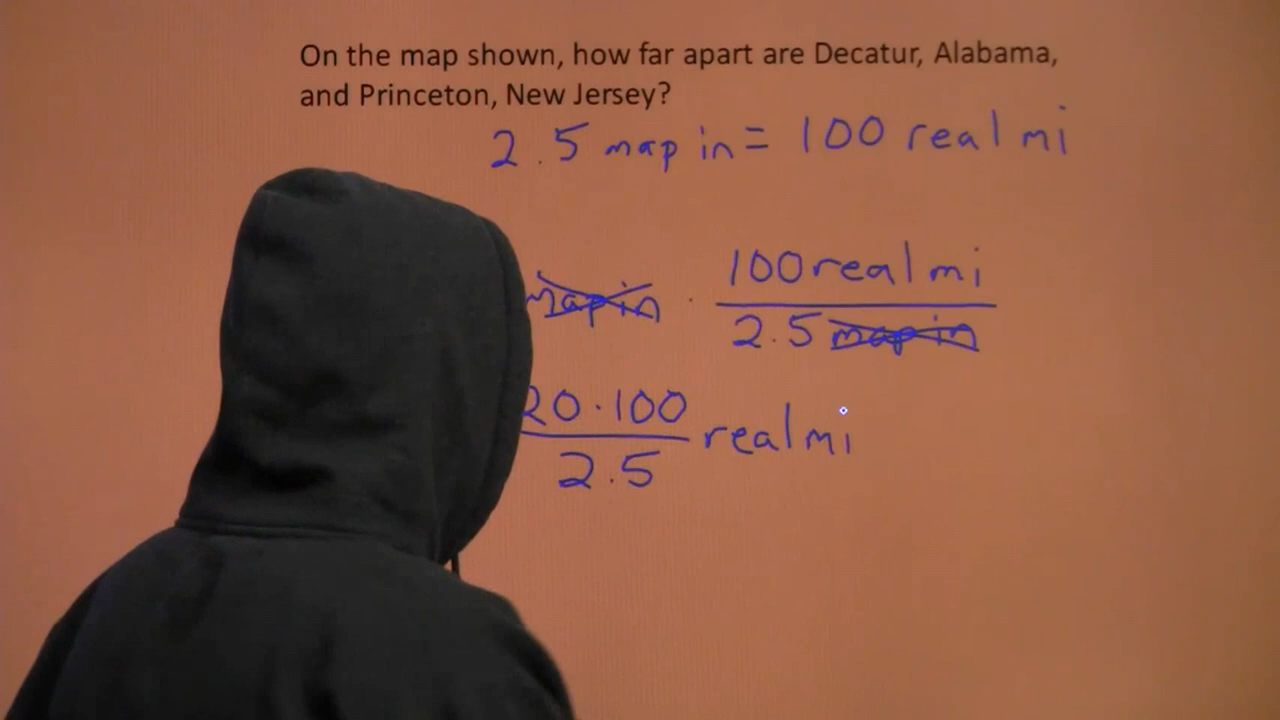 On the map shown, how far apart are Decatur, Alabama,
and Princeton, New Jersey?
2.5 map in = 100 real mi
map in · 100 real mi
2.5 map in
20·100
2.5 real mi